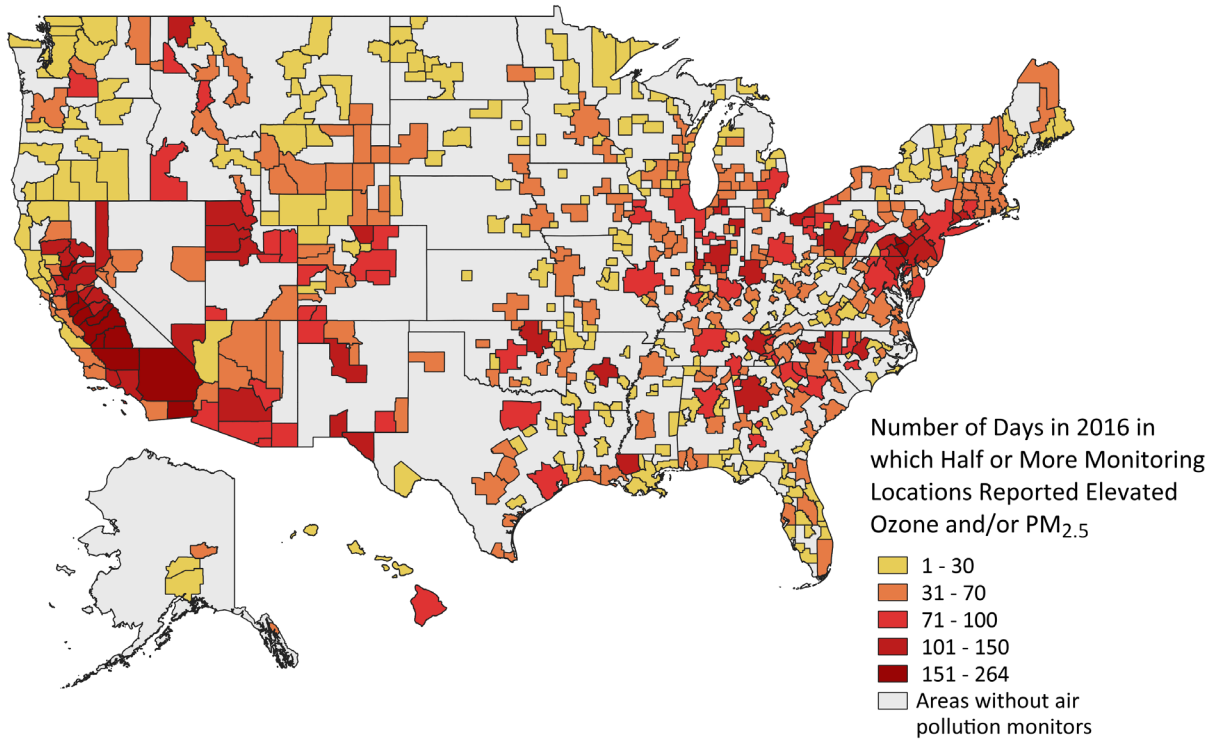 Number of Days in 2016 in
which Half or More Monitoring
Locations Reported Elevated
Ozone and/or PM2.5
1 - 30
31 - 70
71 - 100
101 - 150
151 - 264
Areas without air
pollution monitors